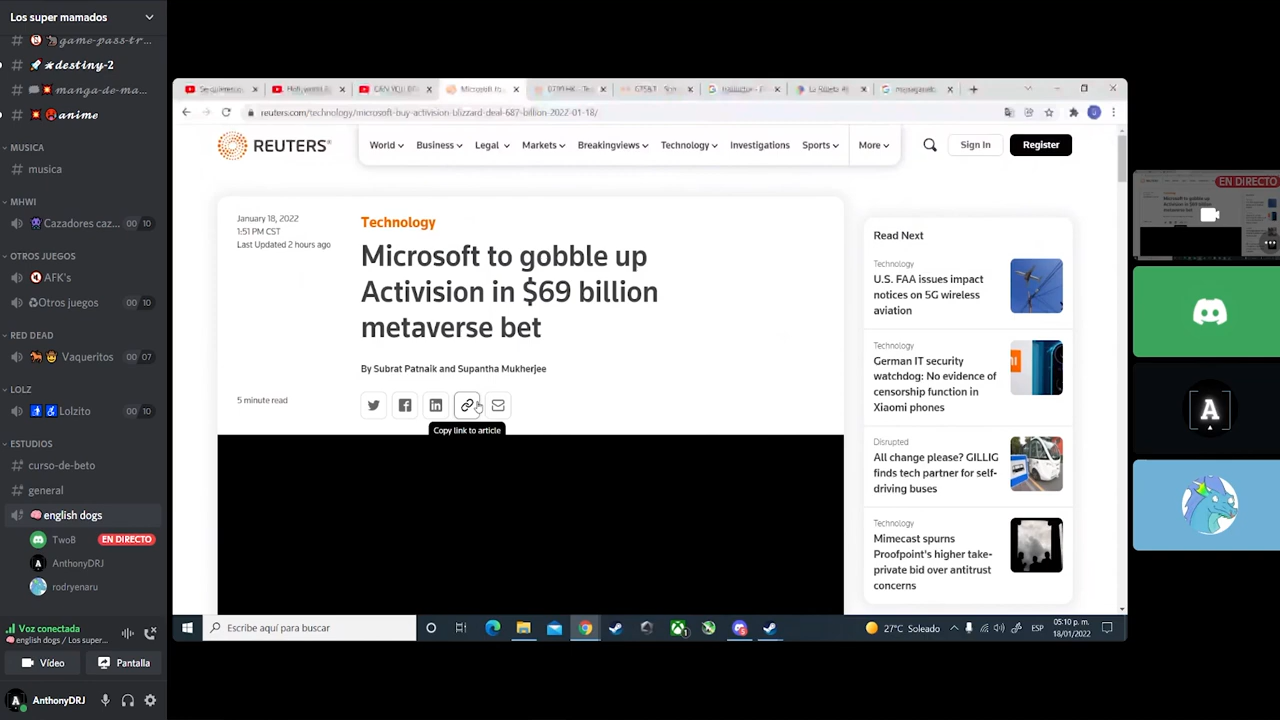 Los super mamados
game-pass-tr...
destiny-2
manga-de-ma...
anime
MUSICA
musica
MHWI
Cazadores caz... 00 10
OTROS JUEGOS
AFK's
Otros juegos 00 10
RED DEAD
Vaqueritos 00 07
LOLZ
Lolzito 00 10
ESTUDIOS
curso-de-beto
general
english dogs
TwoB EN DIRECTO
AnthonyDRJ
rodryenaru
Voz conectada
english dogs / Los super...
Vídeo Pantalla
AnthonyDRJ
reuters.com/technology/microsoft-buy-activision-blizzard-deal-687-billion-2022-01-18/
REUTERS
World Business Legal Markets Breakingviews Technology Investigations Sports More
Sign In Register
January 18, 2022
1:51 PM CST
Last Updated 2 hours ago
Technology
Microsoft to gobble up
Activision in $69 billion
metaverse bet
By Subrat Patnaik and Supantha Mukherjee
5 minute read
Copy link to article
Read Next
Technology
U.S. FAA issues impact
notices on 5G wireless
aviation
Technology
German IT security
watchdog: No evidence of
censorship function in
Xiaomi phones
Disrupted
All change please? GILLIG
finds tech partner for self-
driving buses
Technology
Mimecast spurns
Proofpoint's higher take-
private bid over antitrust
concerns
Escribe aquí para buscar
27°C Soleado
ESP
05:10 p. m.
18/01/2022
EN DIRECTO
A